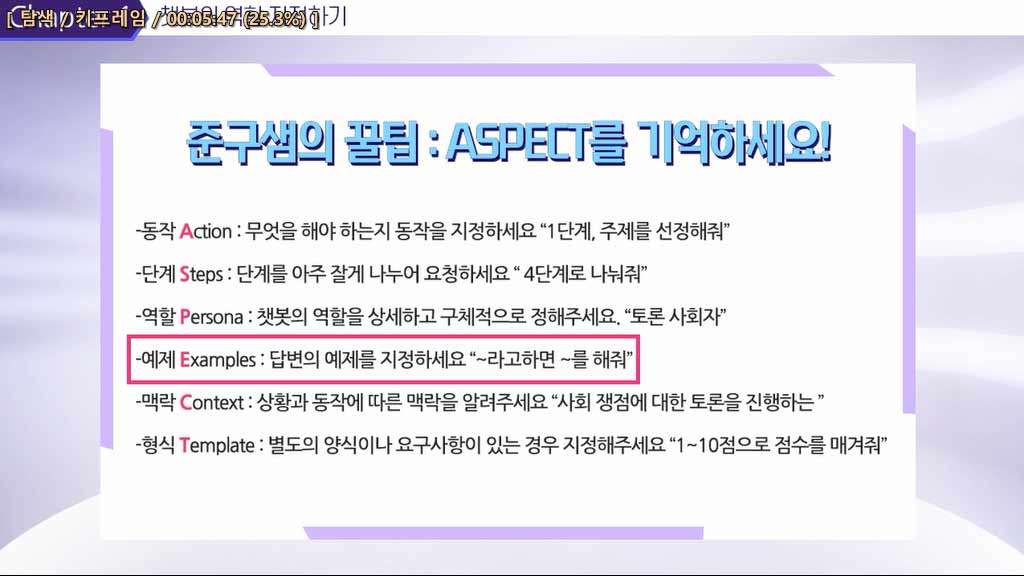 [ 탐색 / 키프레임 / 00:05:47 (25.3%) ]
준구샘의 꿀팁 : ASPECT를 기억하세요!
-동작 Action : 무엇을 해야 하는지 동작을 지정하세요 “1단계, 주제를 선정해줘”
-단계 Steps : 단계를 아주 잘게 나누어 요청하세요 “ 4단계로 나눠줘”
-역할 Persona : 챗봇의 역할을 상세하고 구체적으로 정해주세요. “토론 사회자”
-예제 Examples : 답변의 예제를 지정하세요 “~라고하면 ~를 해줘”
-맥락 Context : 상황과 동작에 따른 맥락을 알려주세요 “사회 쟁점에 대한 토론을 진행하는 ”
-형식 Template : 별도의 양식이나 요구사항이 있는 경우 지정해주세요 “1~10점으로 점수를 매겨줘”